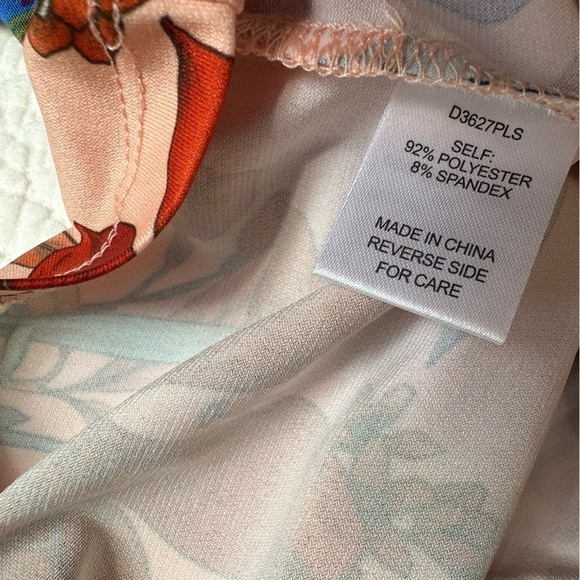 D3627PLS
SELF:
92% POLYESTER
8% SPANDEX
MADE IN CHINA
REVERSE SIDE
FOR CARE